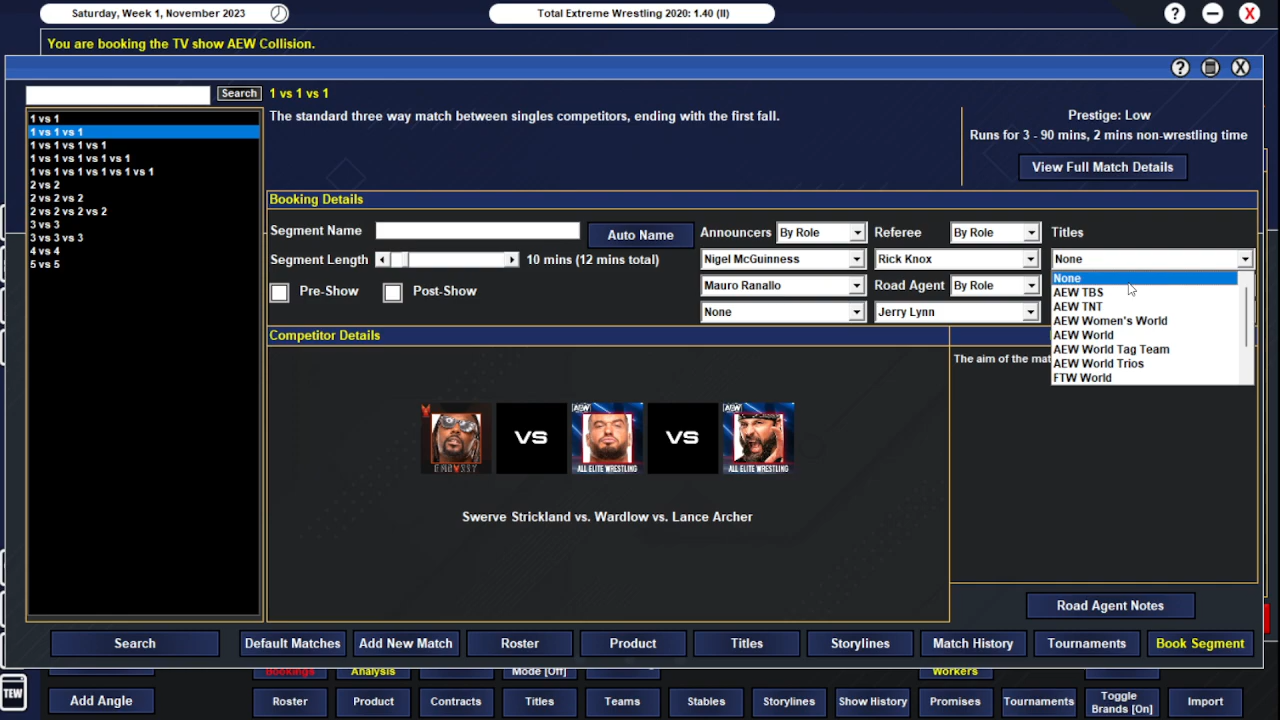 Saturday, Week 1, November 2023
Total Extreme Wrestling 2020: 1.40 (II)
?
X
You are booking the TV show AEW Collision.
?
X
Search
1 vs 1 vs 1
1 vs 1
1 vs 1 vs 1
1 vs 1 vs 1 vs 1
1 vs 1 vs 1 vs 1 vs 1
1 vs 1 vs 1 vs 1 vs 1 vs 1
2 vs 2
2 vs 2 vs 2
2 vs 2 vs 2 vs 2
3 vs 3
3 vs 3 vs 3
4 vs 4
5 vs 5
The standard three way match between singles competitors, ending with the first fall.
Prestige: Low
Runs for 3 - 90 mins, 2 mins non-wrestling time
View Full Match Details
Booking Details
Segment Name
Auto Name
Announcers
By Role
Referee
By Role
Titles
Segment Length
10 mins (12 mins total)
Nigel McGuinness
Rick Knox
None
Pre-Show
Post-Show
Mauro Ranallo
Road Agent
By Role
None
Jerry Lynn
None
AEW TBS
AEW TNT
AEW Women's World
AEW World
AEW World Tag Team
AEW World Trios
FTW World
Competitor Details
The aim of the mat
EMBASSY
VS
AEW
ALL ELITE WRESTLING
VS
AEW
ALL ELITE WRESTLING
Swerve Strickland vs. Wardlow vs. Lance Archer
Road Agent Notes
Search
Default Matches
Add New Match
Roster
Product
Titles
Storylines
Match History
Tournaments
Book Segment
Bookings
Analysis
Mode [Off]
Workers
TEW
Add Angle
Roster
Product
Contracts
Titles
Teams
Stables
Storylines
Show History
Promises
Tournaments
Toggle
Brands [On]
Import